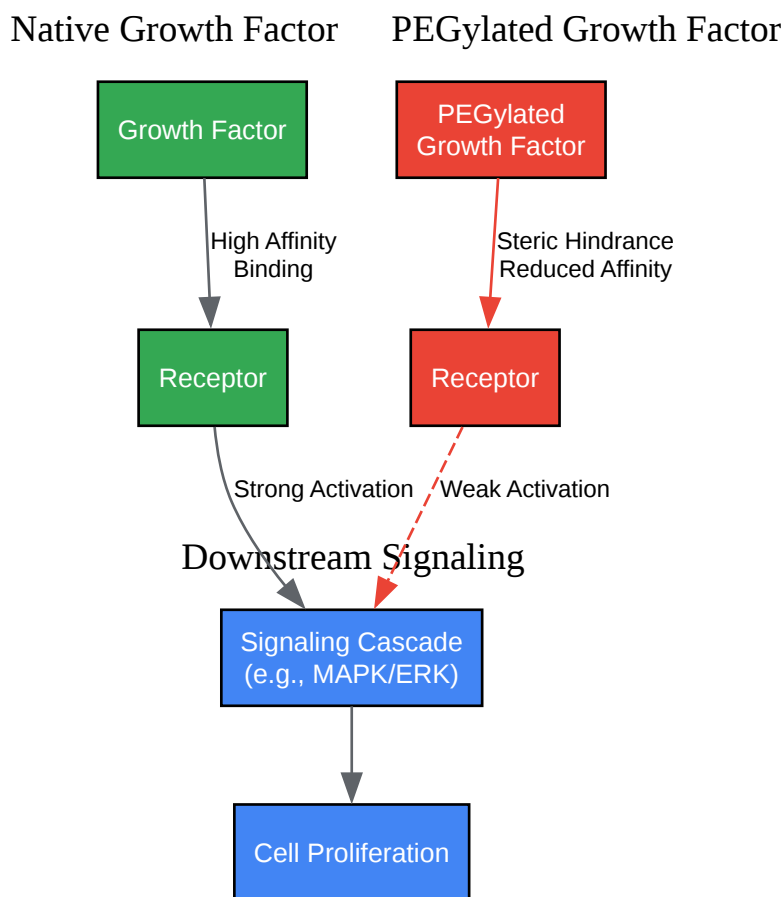 Native Growth Factor
PEGylated Growth Factor
Growth Factor
PEGylated
Growth Factor
High Affinity
Binding
Steric Hindrance
Reduced Affinity
Receptor
Receptor
Strong Activation
Weak Activation
Downstream Signaling
Signaling Cascade
(e.g., MAPK/ERK)
Cell Proliferation